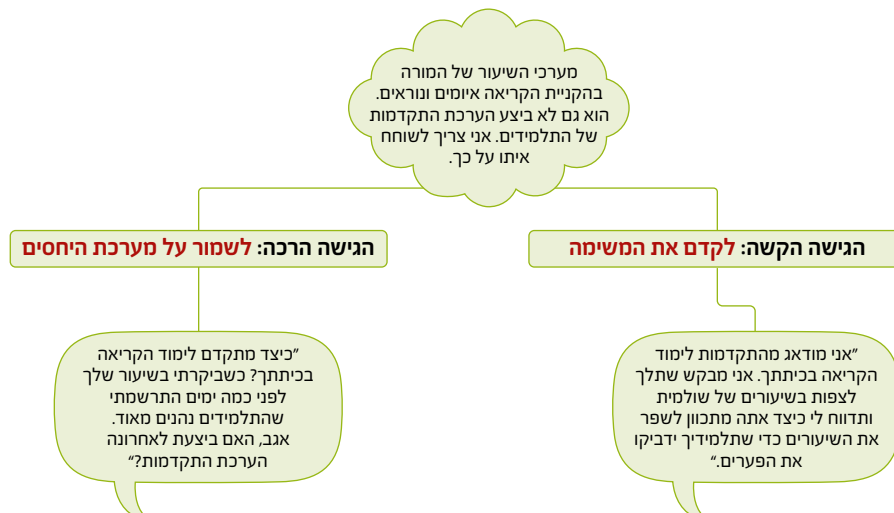 מערכי השיעור של המורה
בהקניית הקריאה איומים ונוראים.
הוא גם לא ביצע הערכת התקדמות
של התלמידים. אני צריך לשוחח
איתו על כך.
הגישה הקשה: לקדם את המשימה
הגישה הרכה: לשמור על מערכת היחסים
"אני מודאג מהתקדמות לימוד
הקריאה בכיתתך. אני מבקש שתלך
לצפות בשיעורים של שולמית
ותדווח לי כיצד אתה מתכוון לשפר
את השיעורים כדי שתלמידיך ידביקו
את הפערים."
"כיצד מתקדם לימוד הקריאה
בכיתתך? כשביקרתי בשיעור שלך
לפני כמה ימים התרשמתי
שהתלמידים נהנים מאוד.
אגב, האם ביצעת לאחרונה
הערכת התקדמות?"